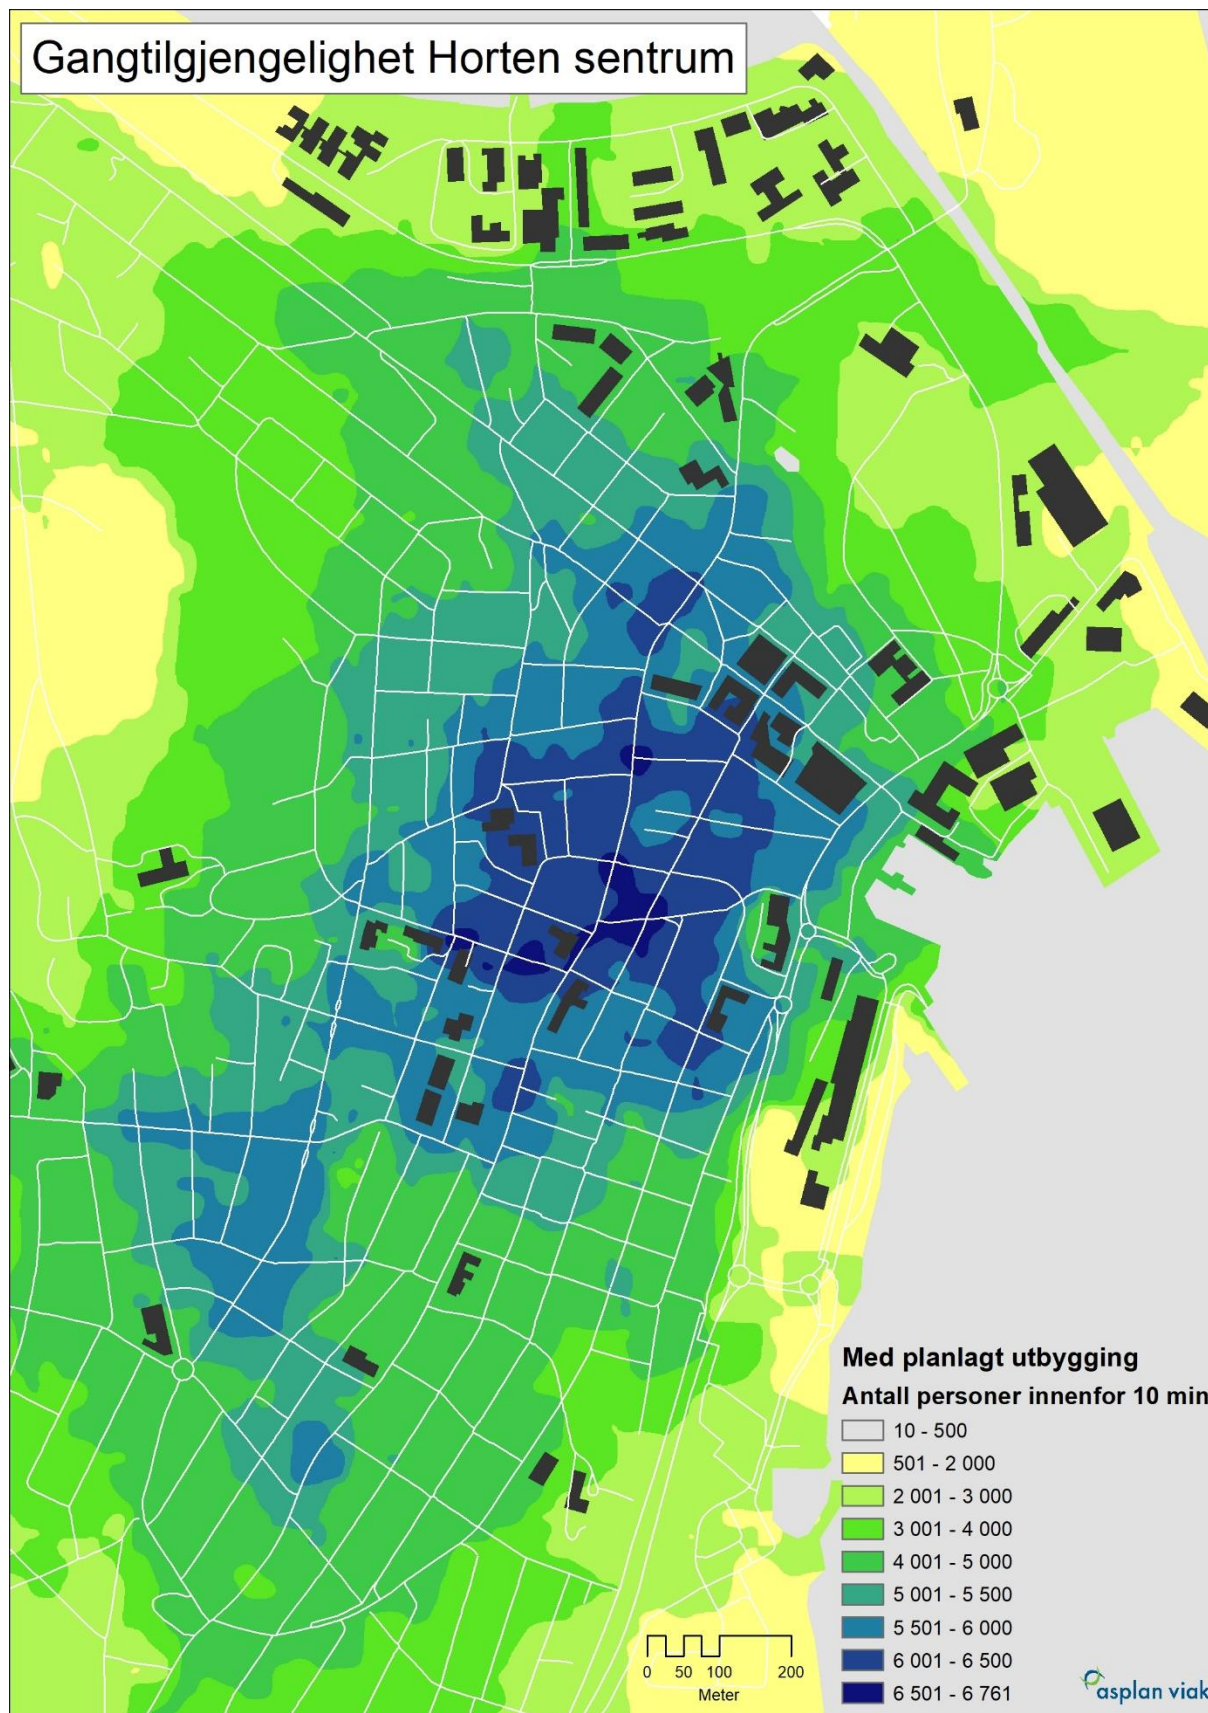 Gangtilgjengelighet Horten sentrum
Med planlagt utbygging
Antall personer innenfor 10 min
10 - 500
501 - 2 000
2 001 - 3 000
3 001 - 4 000
4 001 - 5 000
5 001 - 5 500
5 501 - 6 000
6 001 - 6 500
6 501 - 6 761
0 50 100 200
Meter
asplan viak